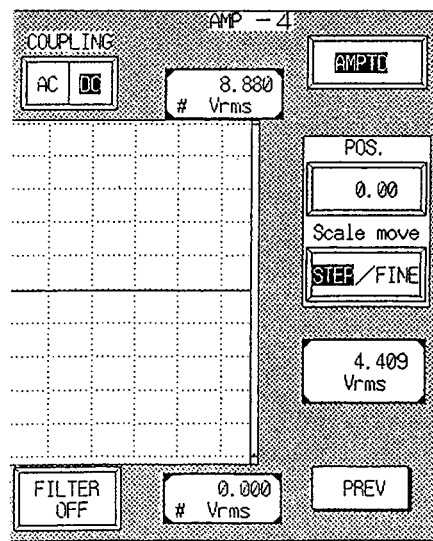 AMP -4
COUPLING
AC DC
8.880
# Vrms
AMPTD
POS.
0.00
Scale move
STEP/FINE
4.409
Vrms
FILTER
OFF
0.000
# Vrms
PREV